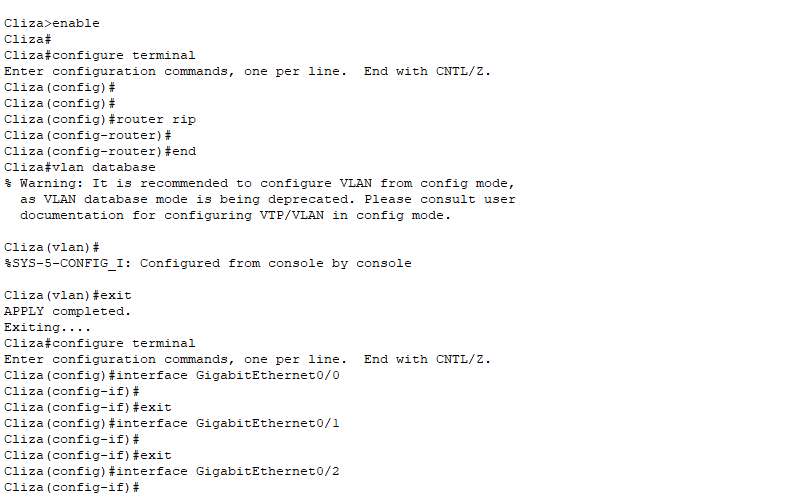 Cliza>enable
Cliza#
Cliza#configure terminal
Enter configuration commands, one per line.  End with CNTL/Z.
Cliza(config)#
Cliza(config)#
Cliza(config)#router rip
Cliza(config-router)#
Cliza(config-router)#end
Cliza#vlan database
% Warning: It is recommended to configure VLAN from config mode,
  as VLAN database mode is being deprecated. Please consult user
  documentation for configuring VTP/VLAN in config mode.

Cliza(vlan)#
%SYS-5-CONFIG_I: Configured from console by console

Cliza(vlan)#exit
APPLY completed.
Exiting....
Cliza#configure terminal
Enter configuration commands, one per line.  End with CNTL/Z.
Cliza(config)#interface GigabitEthernet0/0
Cliza(config-if)#
Cliza(config-if)#exit
Cliza(config)#interface GigabitEthernet0/1
Cliza(config-if)#
Cliza(config-if)#exit
Cliza(config)#interface GigabitEthernet0/2
Cliza(config-if)#